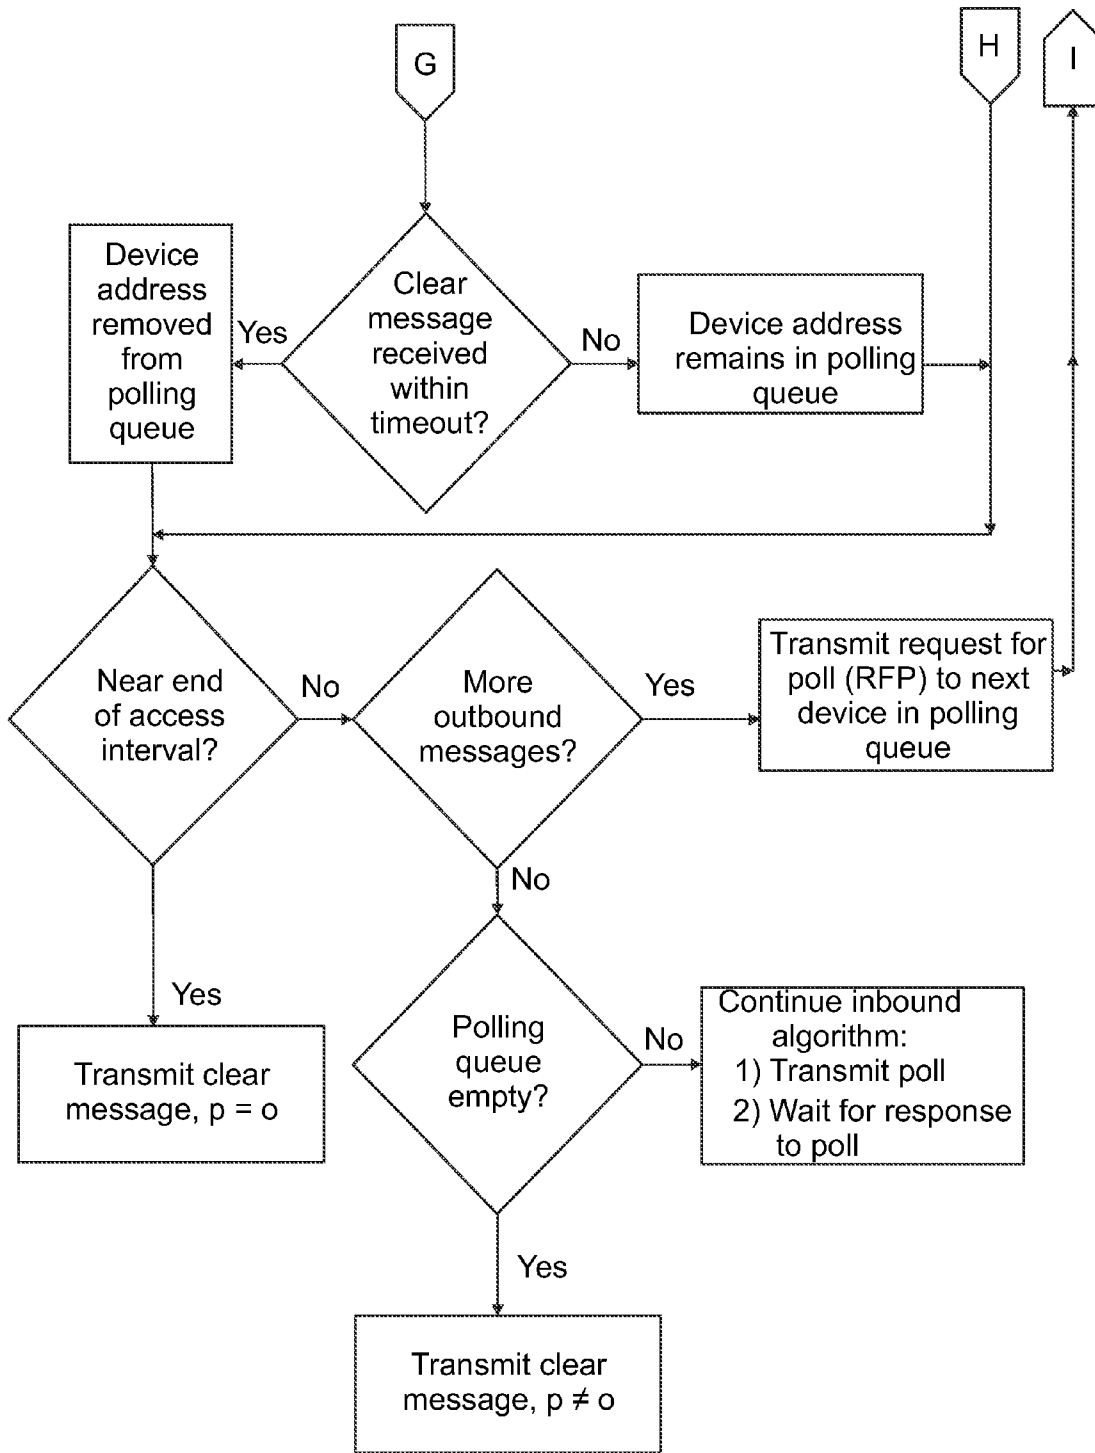 G
H
I
Device
address
removed
from
polling
queue
Yes
Clear
message
received
within
timeout?
No
Device address
remains in polling
queue
Near end
of access
interval?
No
More
outbound
messages?
Yes
Transmit request for
poll (RFP) to next
device in polling
queue
No
Yes
Transmit clear
message, p = o
Polling
queue
empty?
No
Continue inbound
algorithm:
1) Transmit poll
2) Wait for response
to poll
Yes
Transmit clear
message, p ≠ o